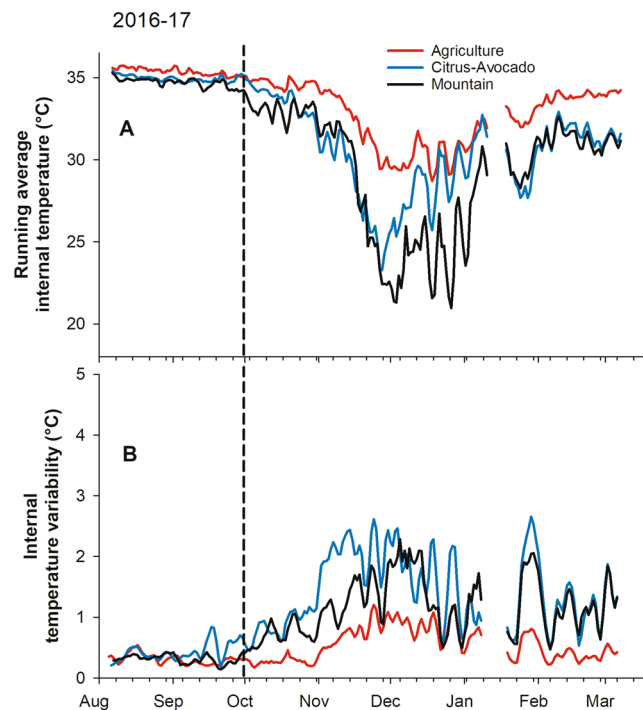 2016-17
Agriculture
Citrus-Avocado
Mountain
35
30
25
20
A
Running average
internal temperature (°C)
5
4
3
2
1
0
B
Internal
temperature variability (°C)
Aug Sep Oct Nov Dec Jan Feb Mar